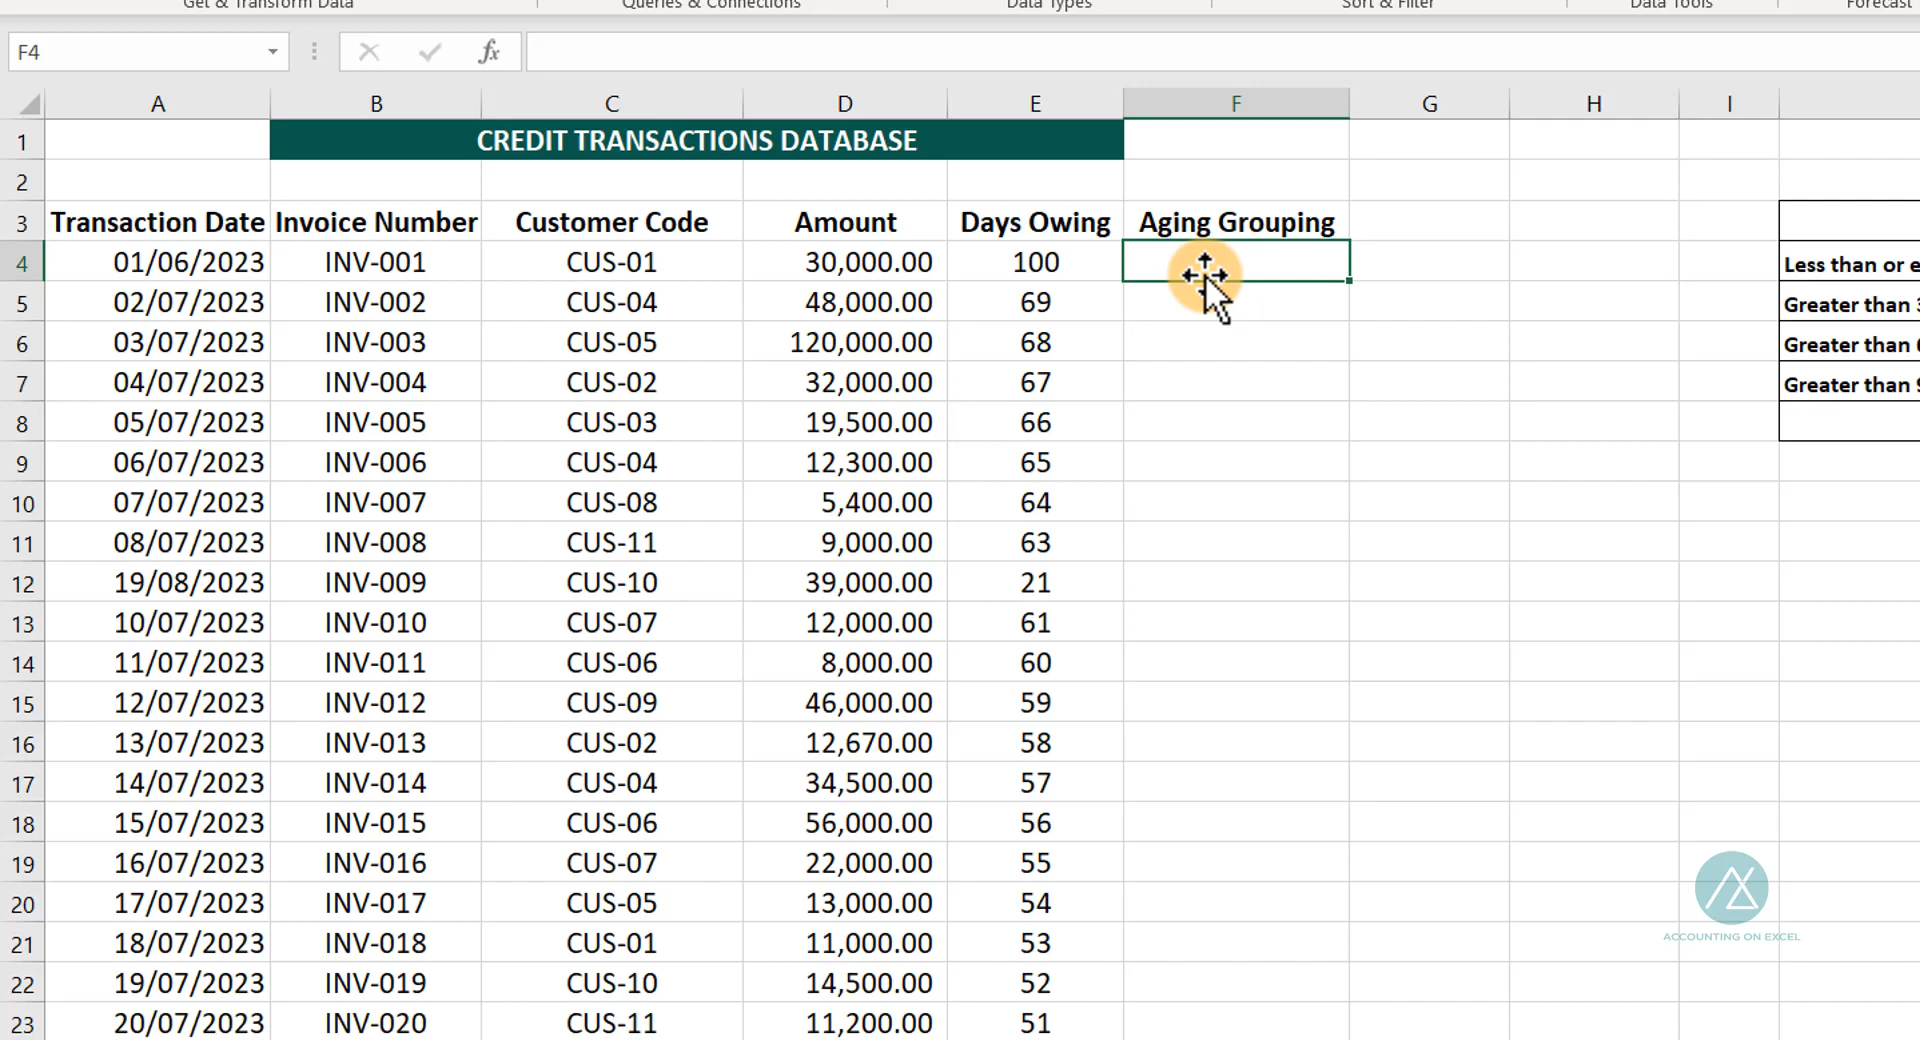 Get & Transform Data Queries & Connections Data Types Sort & Filter Data Tools Forecast
F4 fx
A B C D E F G H I
1 CREDIT TRANSACTIONS DATABASE
2
3 Transaction Date Invoice Number Customer Code Amount Days Owing Aging Grouping
4 01/06/2023 INV-001 CUS-01 30,000.00 100 Less than or e
5 02/07/2023 INV-002 CUS-04 48,000.00 69 Greater than 3
6 03/07/2023 INV-003 CUS-05 120,000.00 68 Greater than 6
7 04/07/2023 INV-004 CUS-02 32,000.00 67 Greater than 9
8 05/07/2023 INV-005 CUS-03 19,500.00 66
9 06/07/2023 INV-006 CUS-04 12,300.00 65
10 07/07/2023 INV-007 CUS-08 5,400.00 64
11 08/07/2023 INV-008 CUS-11 9,000.00 63
12 19/08/2023 INV-009 CUS-10 39,000.00 21
13 10/07/2023 INV-010 CUS-07 12,000.00 61
14 11/07/2023 INV-011 CUS-06 8,000.00 60
15 12/07/2023 INV-012 CUS-09 46,000.00 59
16 13/07/2023 INV-013 CUS-02 12,670.00 58
17 14/07/2023 INV-014 CUS-04 34,500.00 57
18 15/07/2023 INV-015 CUS-06 56,000.00 56
19 16/07/2023 INV-016 CUS-07 22,000.00 55
20 17/07/2023 INV-017 CUS-05 13,000.00 54
21 18/07/2023 INV-018 CUS-01 11,000.00 53
22 19/07/2023 INV-019 CUS-10 14,500.00 52
23 20/07/2023 INV-020 CUS-11 11,200.00 51
ACCOUNTING ON EXCEL